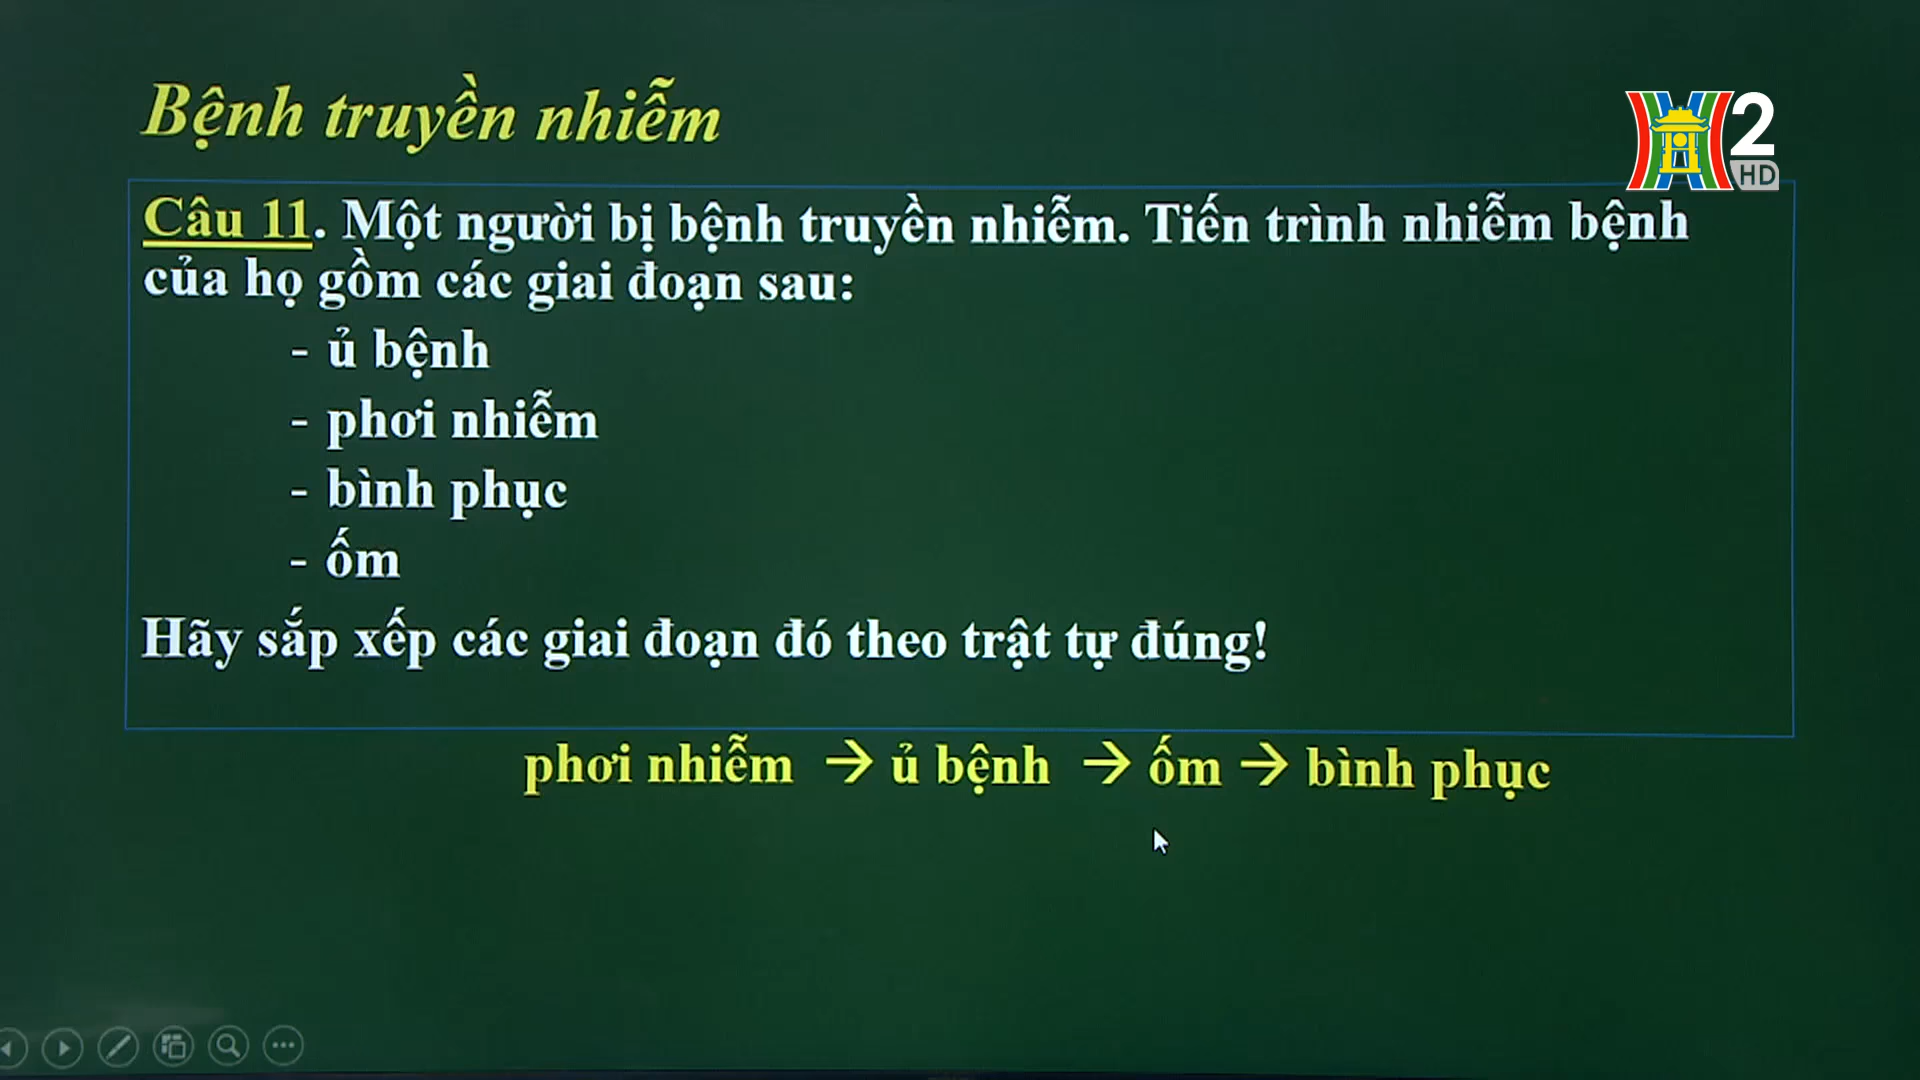 Bệnh truyền nhiễm
2
HD
Câu 11. Một người bị bệnh truyền nhiễm. Tiến trình nhiễm bệnh
của họ gồm các giai đoạn sau:
- ủ bệnh
- phơi nhiễm
- bình phục
- ốm
Hãy sắp xếp các giai đoạn đó theo trật tự đúng!
phơi nhiễm → ủ bệnh → ốm → bình phục